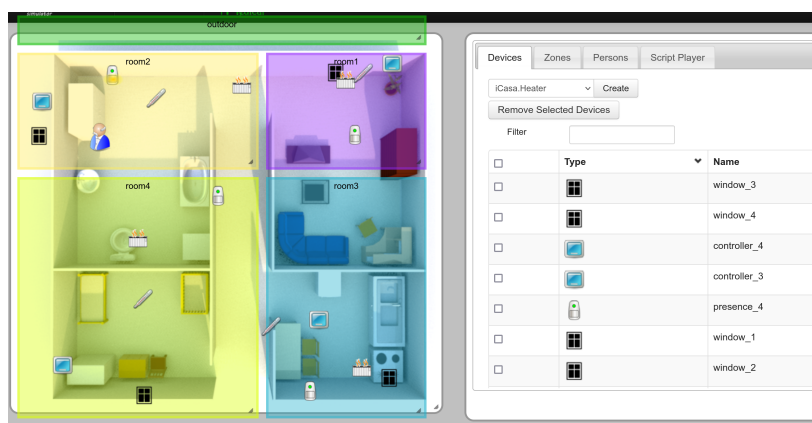 simulator
outdoor
room2
room1
room4
room3
Devices Zones Persons Script Player
iCasa.Heater Create
Remove Selected Devices
Filter
Type Name
window_3
window_4
controller_4
controller_3
presence_4
window_1
window_2